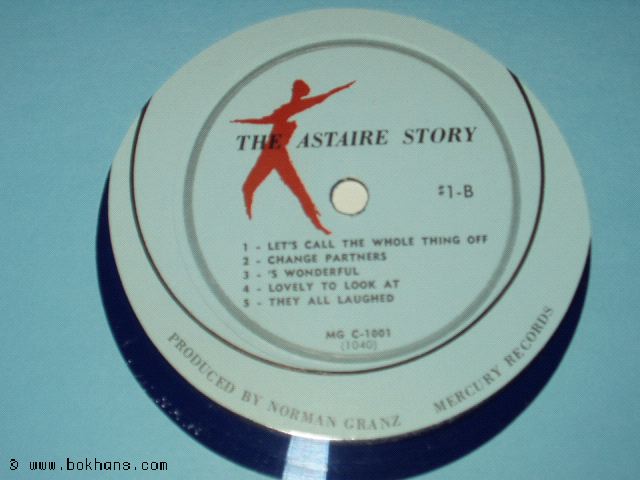 THE ASTAIRE STORY
#1-B
1 - LET'S CALL THE WHOLE THING OFF
2 - CHANGE PARTNERS
3 - 'S WONDERFUL
4 - LOVELY TO LOOK AT
5 - THEY ALL LAUGHED
MG C-1001
(1040)
PRODUCED BY NORMAN GRANZ MERCURY RECORDS
© www.bokhans.com